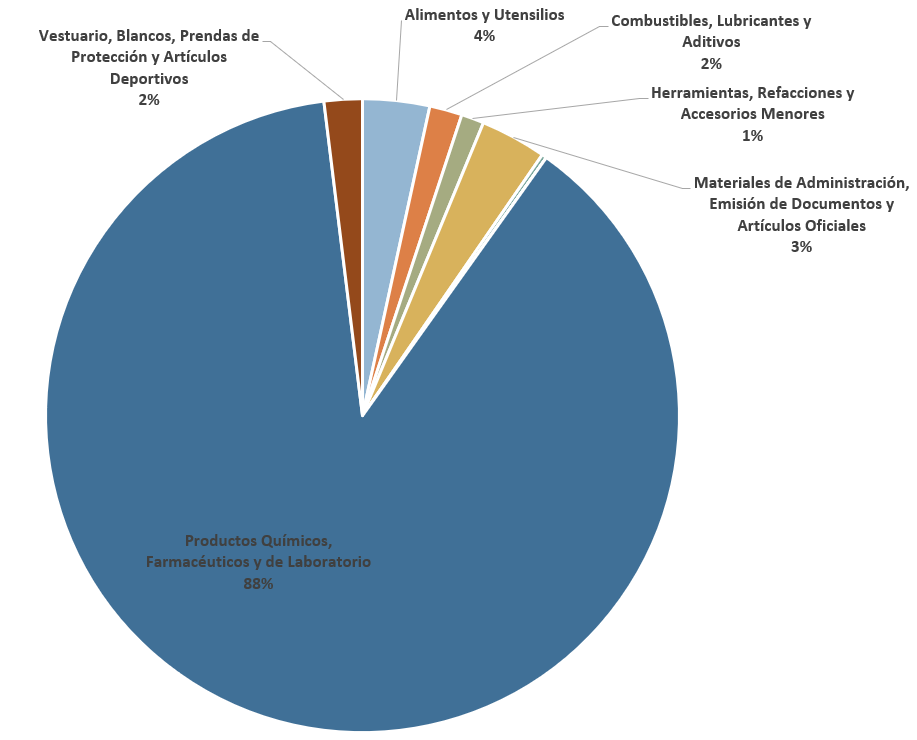 Alimentos y Utensilios
4%
Combustibles, Lubricantes y
Aditivos
2%
Herramientas, Refacciones y
Accesorios Menores
1%
Materiales de Administración,
Emisión de Documentos y
Artículos Oficiales
3%
Productos Químicos,
Farmacéuticos y de Laboratorio
88%
Vestuario, Blancos, Prendas de
Protección y Artículos
Deportivos
2%